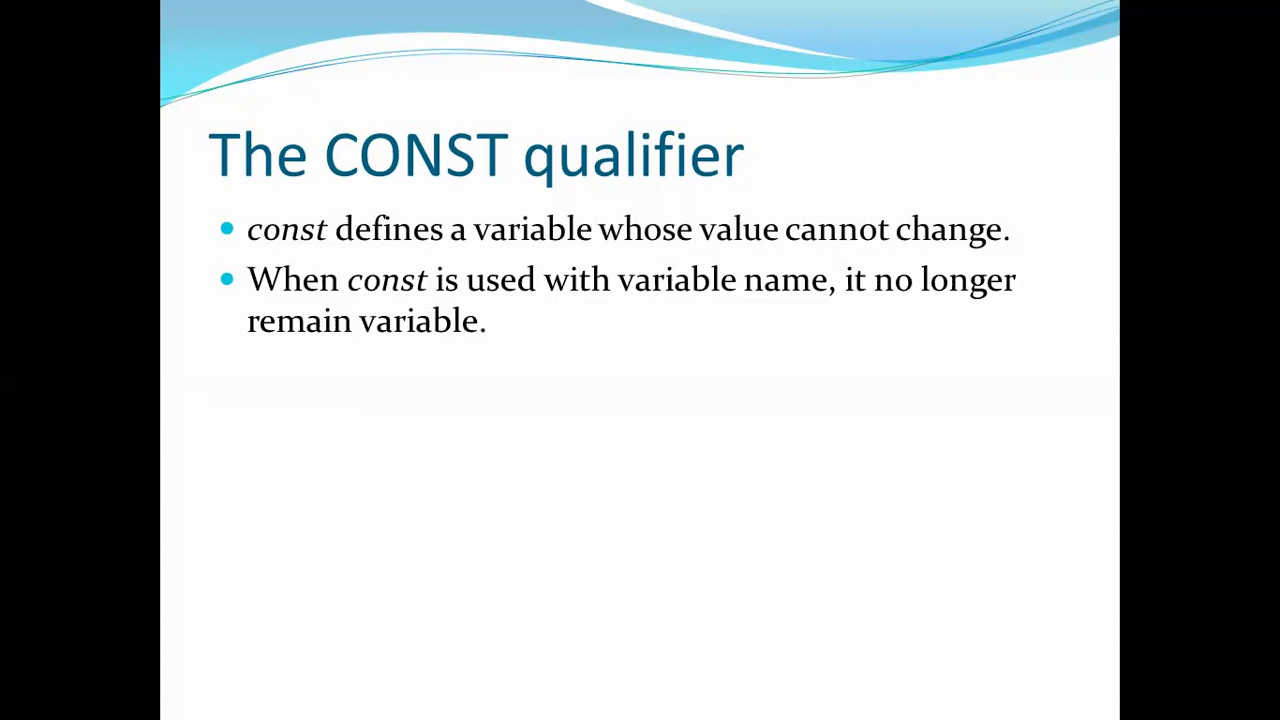 The CONST qualifier
const defines a variable whose value cannot change.
When const is used with variable name, it no longer
remain variable.